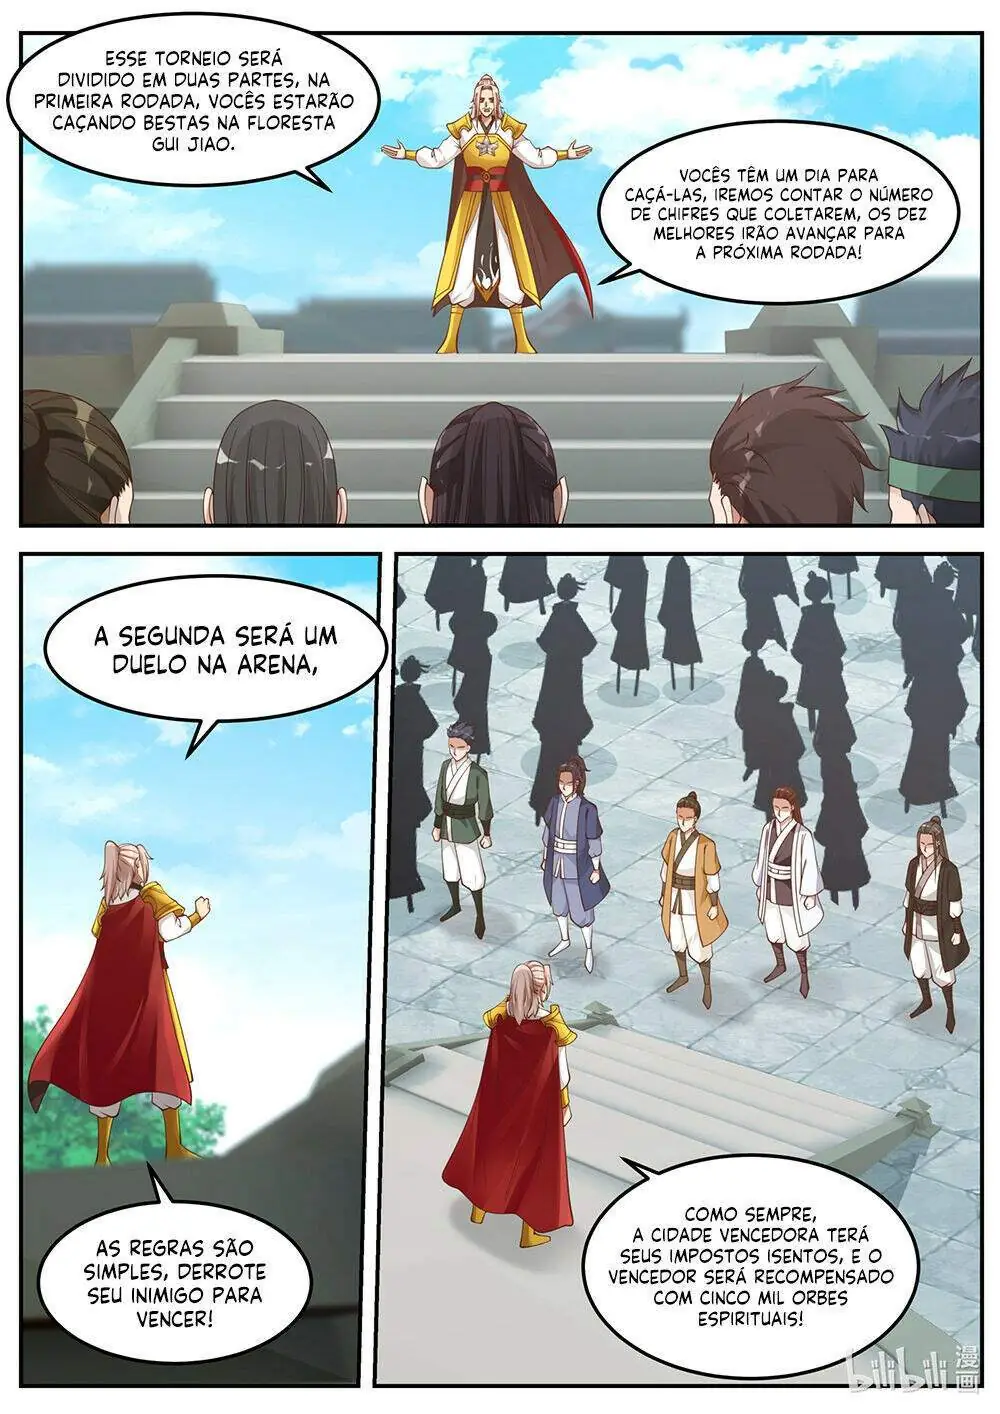 ESSE TORNEIO SERÁ
DIVIDIDO EM DUAS PARTES, NA
PRIMEIRA RODADA, VOCÊS ESTARÃO
CAÇANDO BESTAS NA FLORESTA
GUI JIAO.
VOCÊS TÊM UM DIA PARA
CAÇÁ-LAS, IREMOS CONTAR O NÚMERO
DE CHIFRES QUE COLETAREM, OS DEZ
MELHORES IRÃO AVANÇAR PARA
A PRÓXIMA RODADA!
A SEGUNDA SERÁ UM
DUELO NA ARENA,
AS REGRAS SÃO
SIMPLES, DERROTE
SEU INIMIGO PARA
VENCER!
COMO SEMPRE,
A CIDADE VENCEDORA TERÁ
SEUS IMPOSTOS ISENTOS, E O
VENCEDOR SERÁ RECOMPENSADO
COM CINCO MIL ORBES
ESPIRITUAIS!
bilibili 漫画